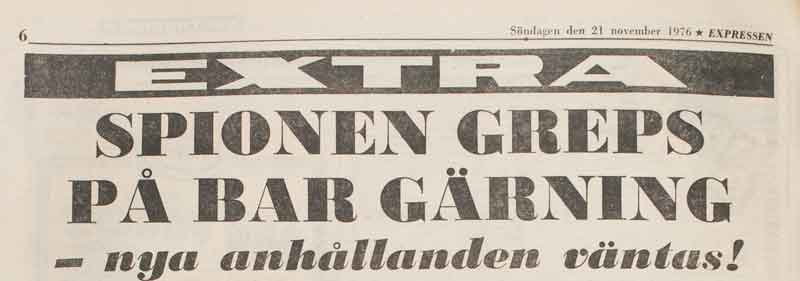 6 Söndagen den 21 november 1976 ★ EXPRESSEN
EXTRA
SPIONEN GREPS
PÅ BAR GÄRNING
– nya anhållanden väntas!